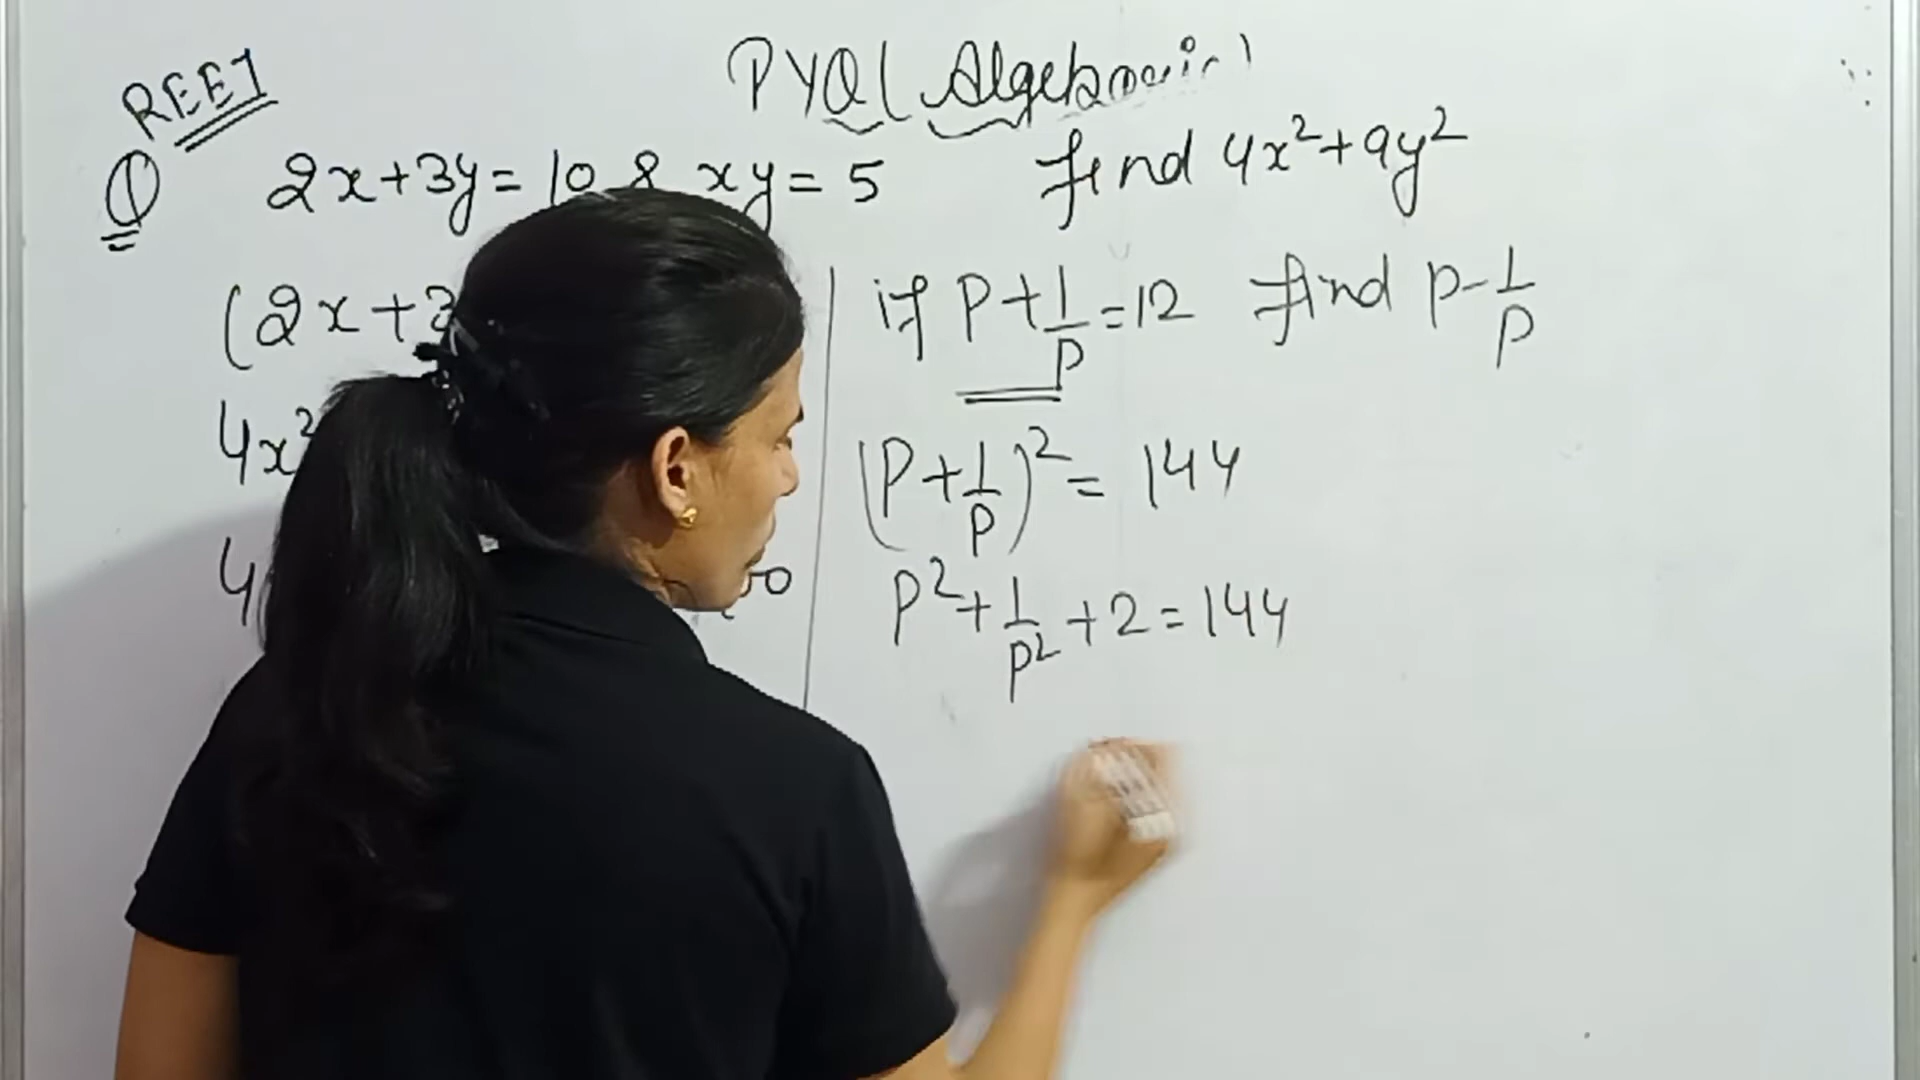 REET
PYQ ( Algebraic )
① 2x+3y=10 & xy=5 find 4x²+9y²
(2x+3
4x²
4
if P+1/P=12 find P-1/P
(P+1/P)²=144
P²+1/P²+2=144